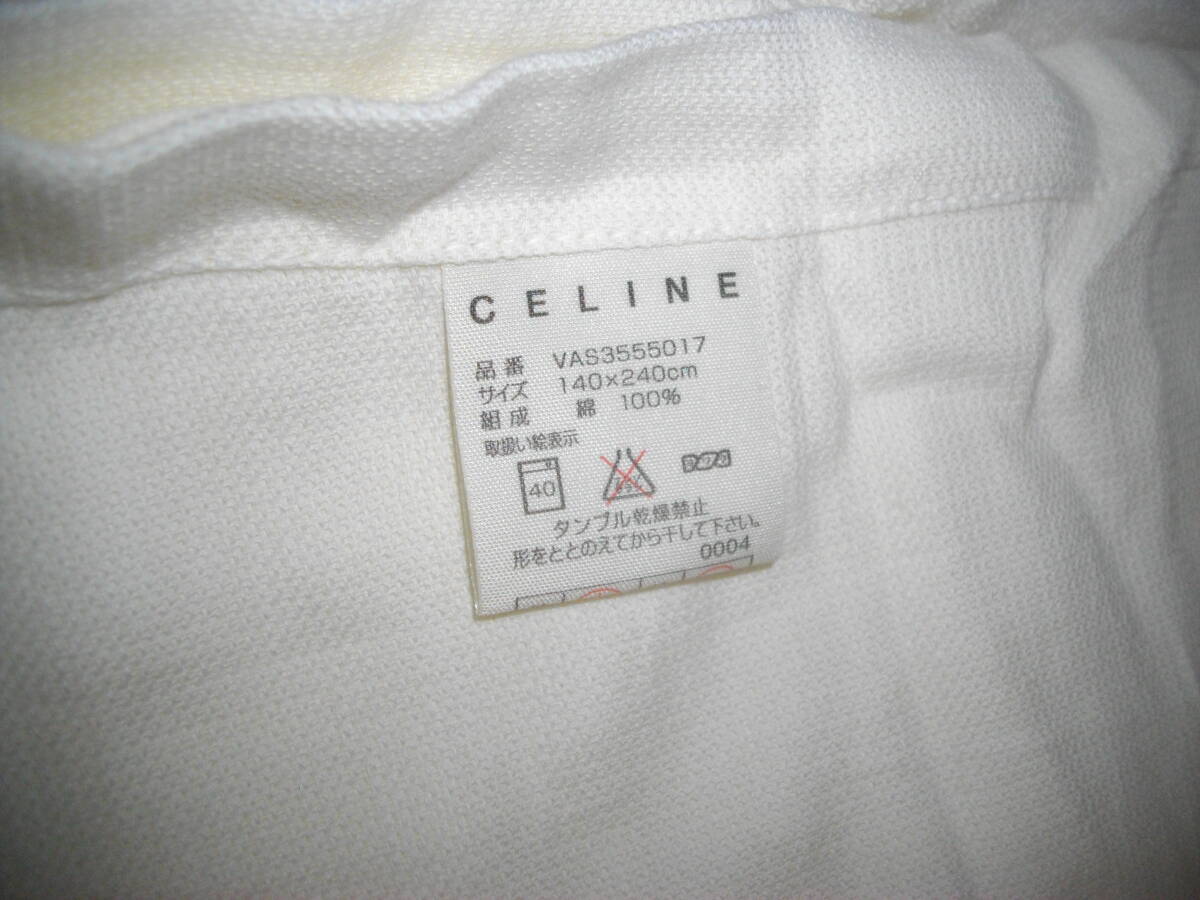 CELINE
品番 VAS3555017
サイズ 140×240cm
組成 綿 100%
取扱い絵表示
40
タンブル乾燥禁止
形をととのえてから干して下さい。
0004